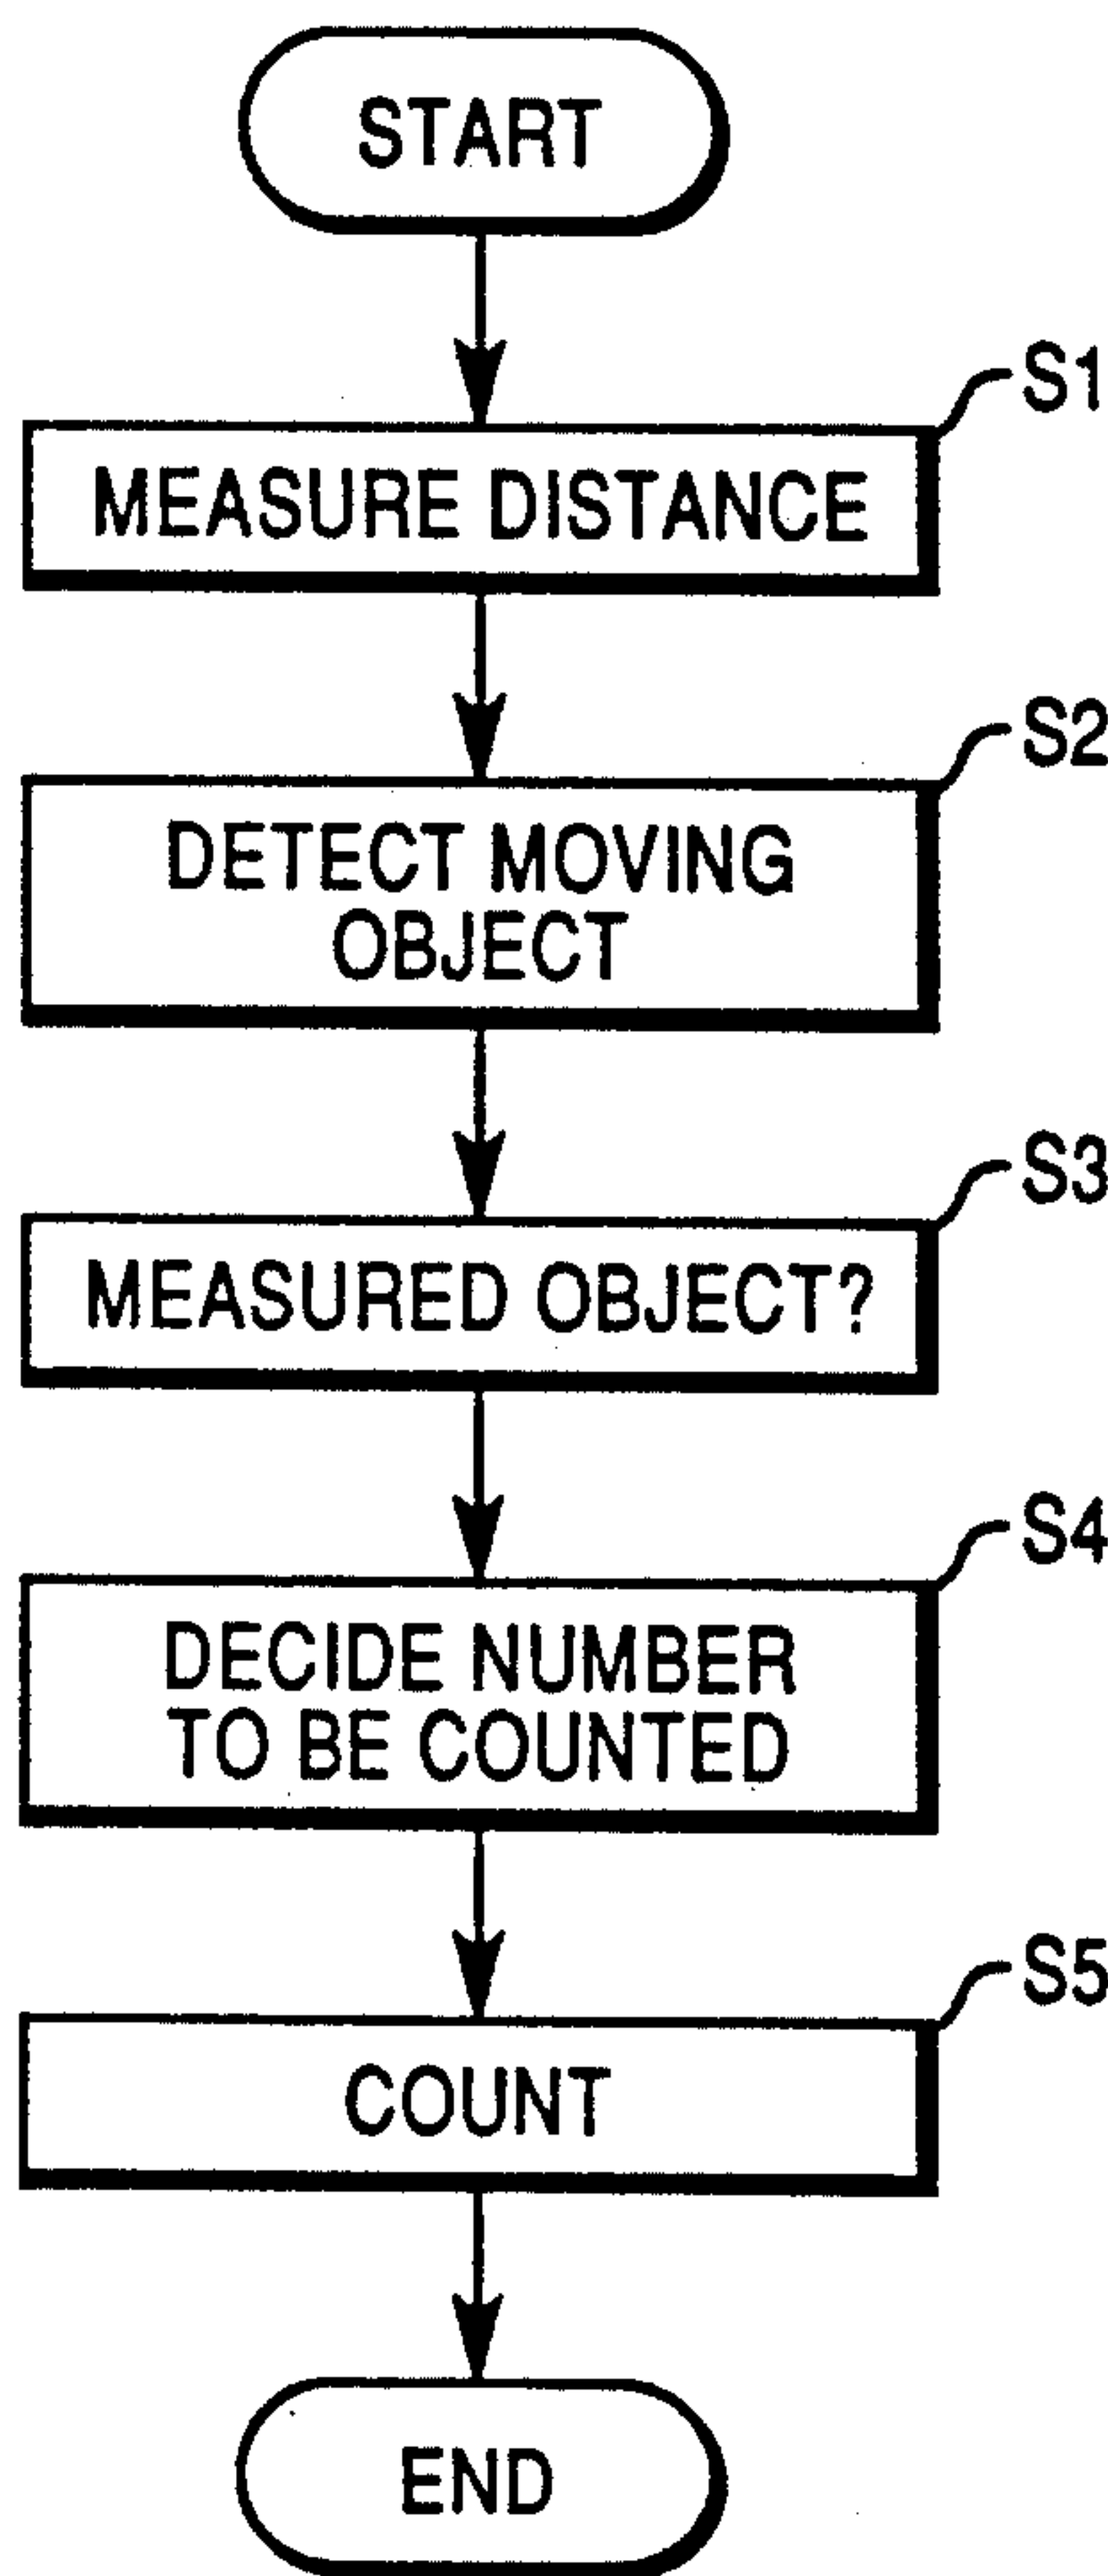 START
S1
MEASURE DISTANCE
S2
DETECT MOVING
OBJECT
S3
MEASURED OBJECT?
S4
DECIDE NUMBER
TO BE COUNTED
S5
COUNT
END